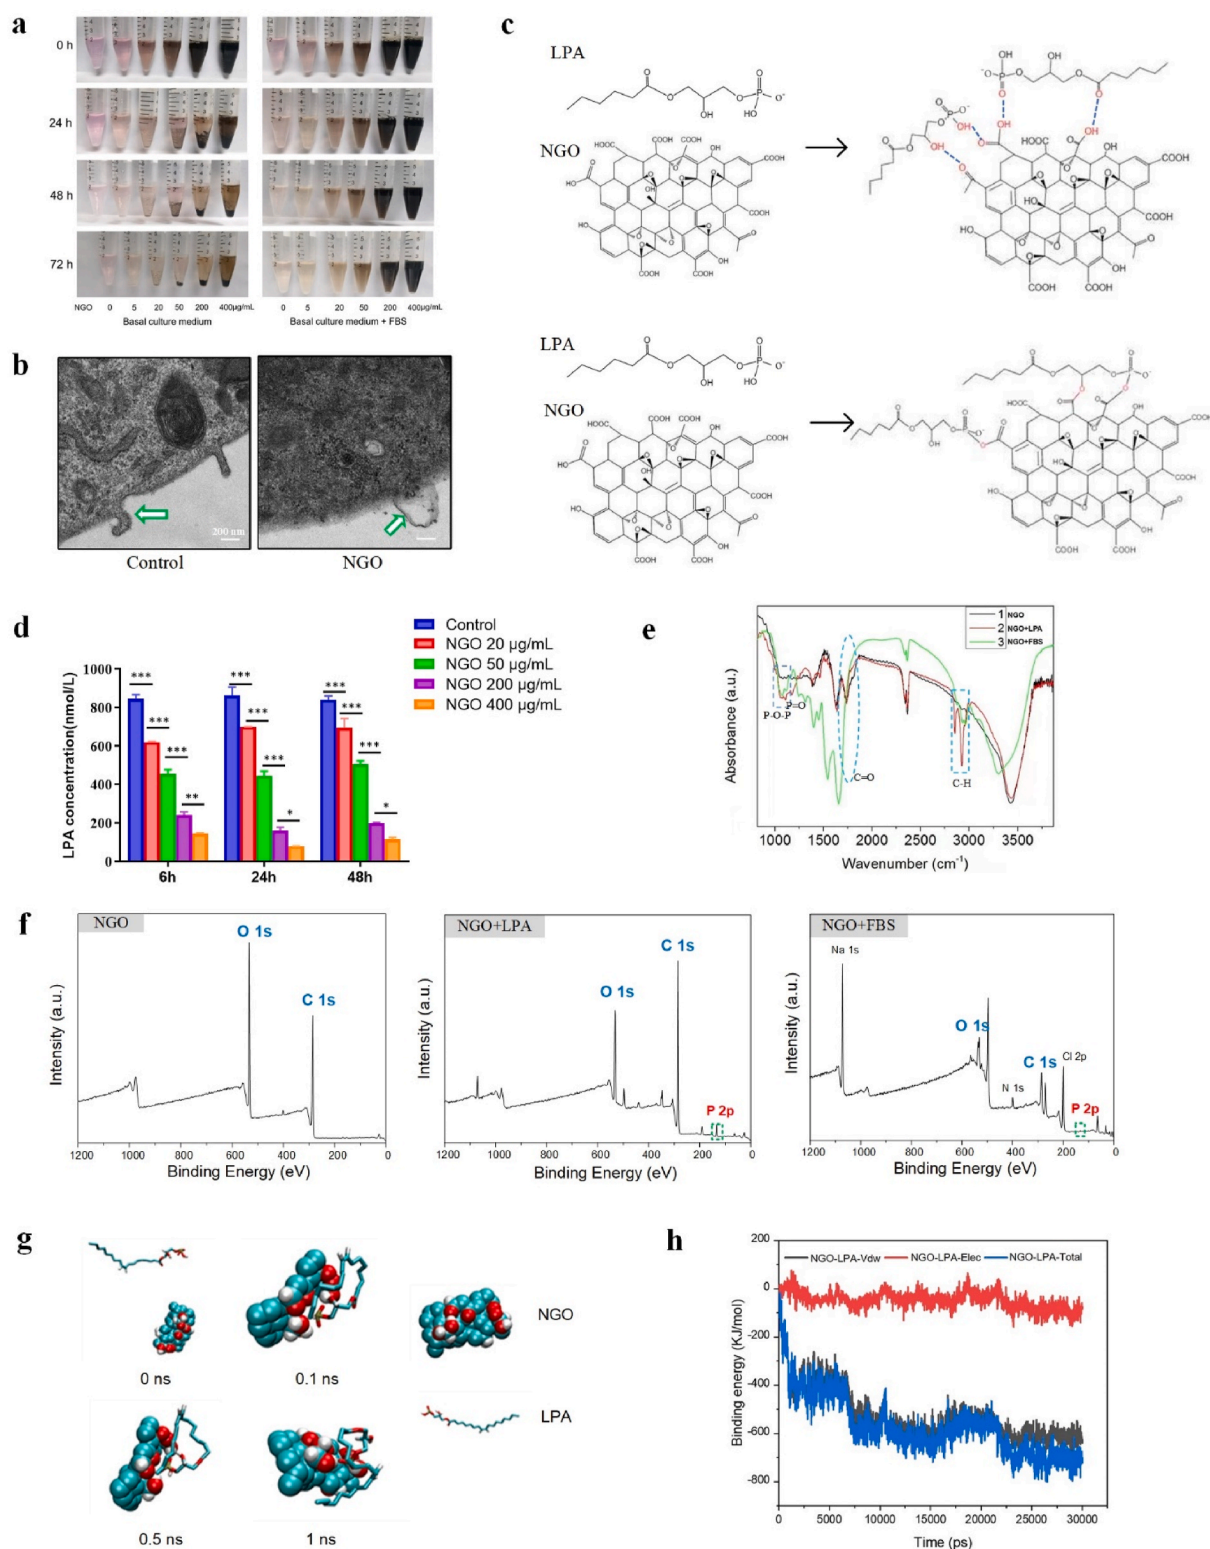 a
0 h
24 h
48 h
72 h
NGO 0 5 20 50 200 400μg/mL
Basal culture medium
0 5 20 50 200 400μg/mL
Basal culture medium + FBS
b
200 nm
Control
NGO
c
LPA
NGO
LPA
NGO
d
Control
NGO 20 μg/mL
NGO 50 μg/mL
NGO 200 μg/mL
NGO 400 μg/mL
LPA concentration(nmol/L)
1000
800
600
400
200
0
*** *** *** **
*** *** *** *
*** *** *** *
6h 24h 48h
e
1 NGO
2 NGO+LPA
3 NGO+FBS
Absorbance (a.u.)
P-O-P
P=O
C=O
C-H
1000 1500 2000 2500 3000 3500
Wavenumber (cm-1)
f
NGO
O 1s
C 1s
Intensity (a.u.)
1200 1000 800 600 400 200 0
Binding Energy (eV)
NGO+LPA
O 1s
C 1s
P 2p
Intensity (a.u.)
1200 1000 800 600 400 200 0
Binding Energy (eV)
NGO+FBS
Na 1s
O 1s
N 1s
C 1s
Cl 2p
P 2p
Intensity (a.u.)
1200 1000 800 600 400 200 0
Binding Energy (eV)
g
0 ns
0.1 ns
NGO
0.5 ns
1 ns
LPA
h
NGO-LPA-Vdw NGO-LPA-Elec NGO-LPA-Total
Binding energy (KJ/mol)
200
0
-200
-400
-600
-800
0 5000 10000 15000 20000 25000 30000
Time (ps)